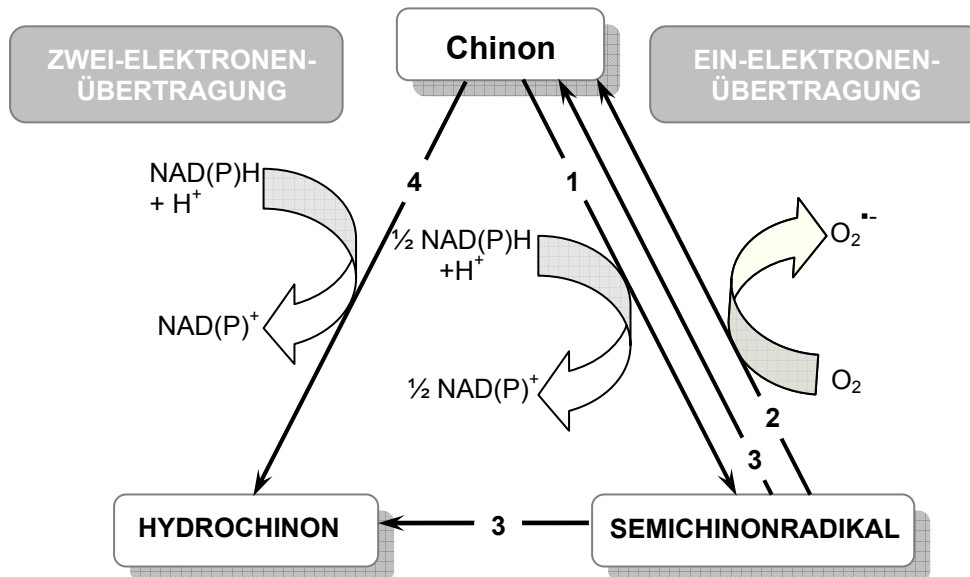 Chinon
ZWEI-ELEKTRONEN-
ÜBERTRAGUNG
EIN-ELEKTRONEN-
ÜBERTRAGUNG
NAD(P)H
+ H⁺
4
1
½ NAD(P)H
+H⁺
O₂▪⁻
NAD(P)⁺
½ NAD(P)⁺
O₂
2
3
HYDROCHINON
3
SEMICHINONRADIKAL